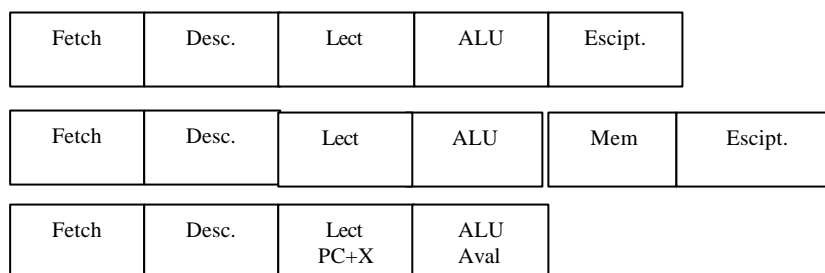 Fetch Desc. Lect ALU Escipt.
Fetch Desc. Lect ALU Mem Escipt.
Fetch Desc. Lect ALU
PC+X Aval